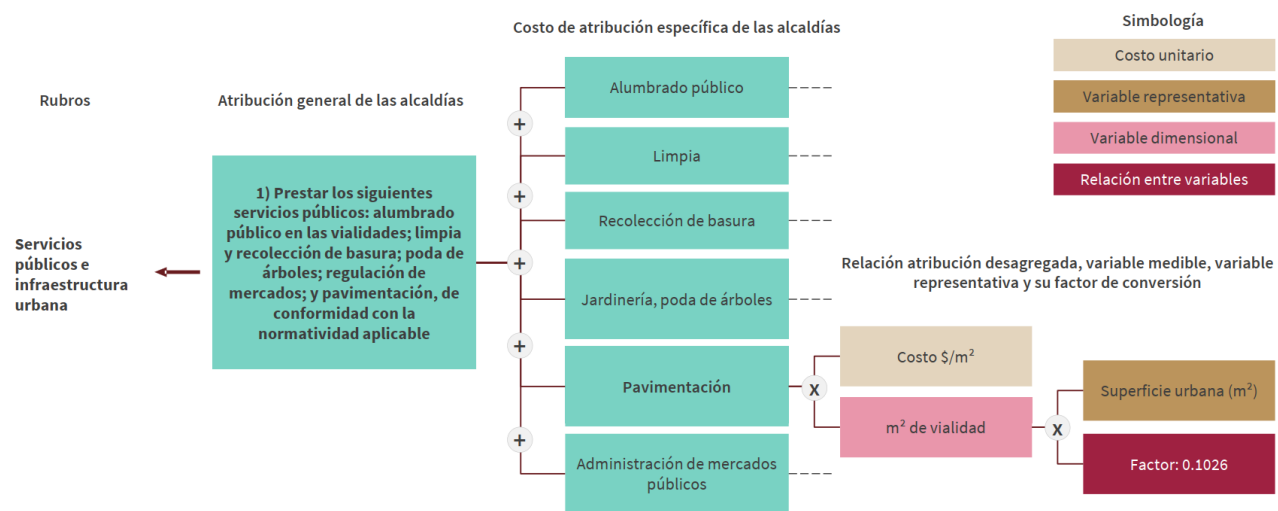 Costo de atribución específica de las alcaldías
Simbología
Costo unitario
Variable representativa
Variable dimensional
Relación entre variables
Rubros
Atribución general de las alcaldías
Servicios
públicos e
infraestructura
urbana
1) Prestar los siguientes
servicios públicos: alumbrado
público en las vialidades; limpia
y recolección de basura; poda de
árboles; regulación de
mercados; y pavimentación, de
conformidad con la
normatividad aplicable
+
+
+
+
+
Alumbrado público
Limpia
Recolección de basura
Jardinería, poda de árboles
Pavimentación
Administración de mercados
públicos
Relación atribución desagregada, variable medible, variable
representativa y su factor de conversión
x
Costo $/m²
m² de vialidad
x
Superficie urbana (m²)
Factor: 0.1026